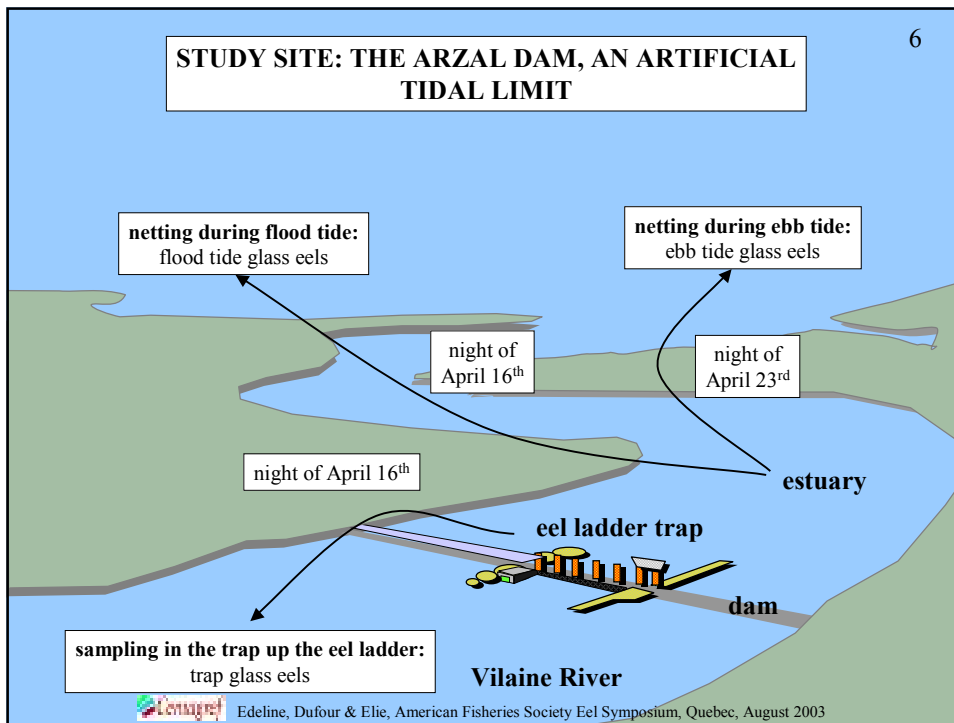 6
STUDY SITE: THE ARZAL DAM, AN ARTIFICIAL
TIDAL LIMIT
netting during flood tide:
flood tide glass eels
netting during ebb tide:
ebb tide glass eels
night of
April 16th
night of
April 23rd
night of April 16th
estuary
eel ladder trap
dam
sampling in the trap up the eel ladder:
trap glass eels
Vilaine River
Cemagref
Edeline, Dufour & Elie, American Fisheries Society Eel Symposium, Quebec, August 2003